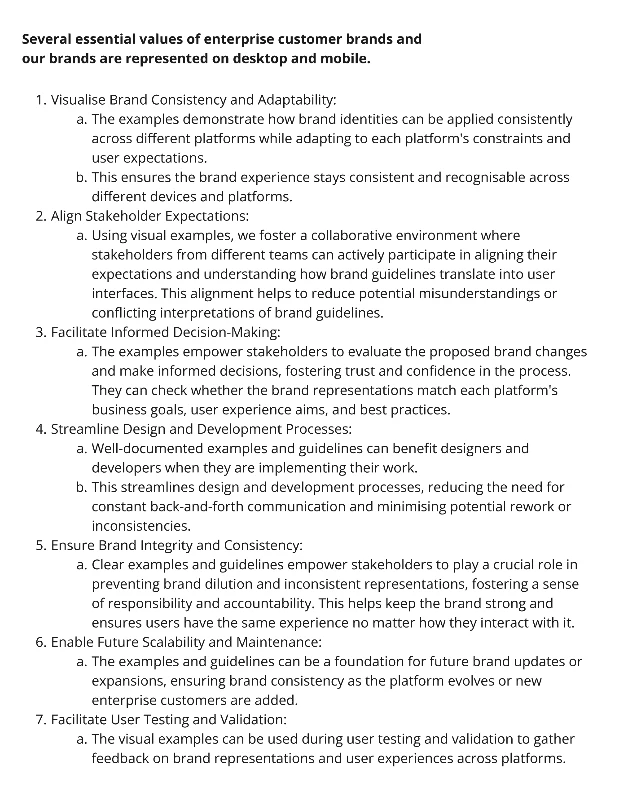 Several essential values of enterprise customer brands and
our brands are represented on desktop and mobile.
1. Visualise Brand Consistency and Adaptability:
a. The examples demonstrate how brand identities can be applied consistently
across different platforms while adapting to each platform's constraints and
user expectations.
b. This ensures the brand experience stays consistent and recognisable across
different devices and platforms.
2. Align Stakeholder Expectations:
a. Using visual examples, we foster a collaborative environment where
stakeholders from different teams can actively participate in aligning their
expectations and understanding how brand guidelines translate into user
interfaces. This alignment helps to reduce potential misunderstandings or
conflicting interpretations of brand guidelines.
3. Facilitate Informed Decision-Making:
a. The examples empower stakeholders to evaluate the proposed brand changes
and make informed decisions, fostering trust and confidence in the process.
They can check whether the brand representations match each platform's
business goals, user experience aims, and best practices.
4. Streamline Design and Development Processes:
a. Well-documented examples and guidelines can benefit designers and
developers when they are implementing their work.
b. This streamlines design and development processes, reducing the need for
constant back-and-forth communication and minimising potential rework or
inconsistencies.
5. Ensure Brand Integrity and Consistency:
a. Clear examples and guidelines empower stakeholders to play a crucial role in
preventing brand dilution and inconsistent representations, fostering a sense
of responsibility and accountability. This helps keep the brand strong and
ensures users have the same experience no matter how they interact with it.
6. Enable Future Scalability and Maintenance:
a. The examples and guidelines can be a foundation for future brand updates or
expansions, ensuring brand consistency as the platform evolves or new
enterprise customers are added.
7. Facilitate User Testing and Validation:
a. The visual examples can be used during user testing and validation to gather
feedback on brand representations and user experiences across platforms.